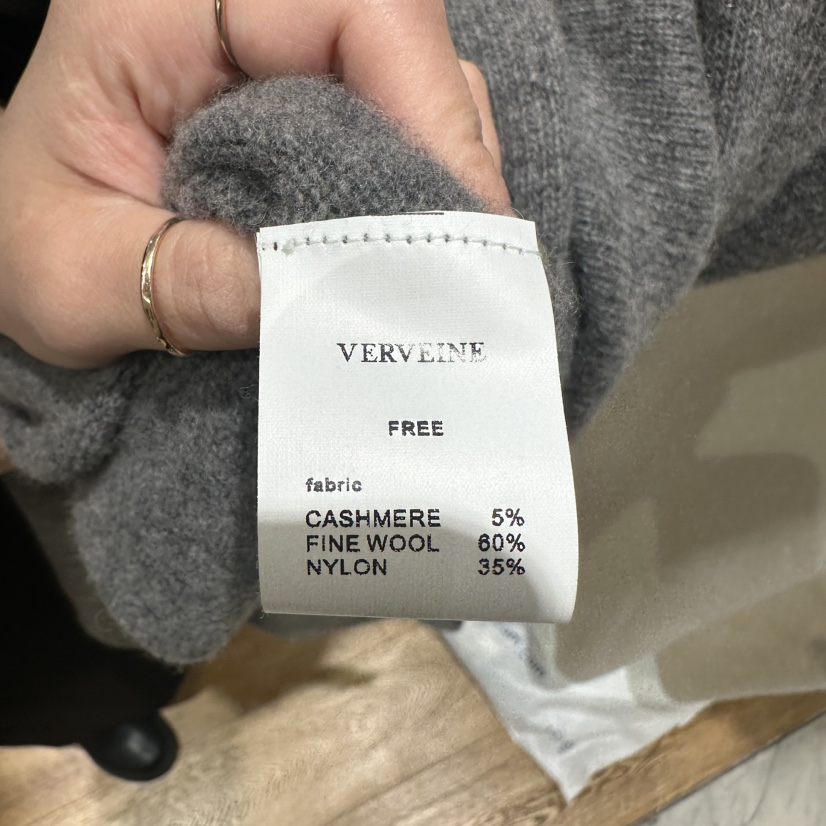 VERVEINE
FREE
fabric
CASHMERE 5%
FINE WOOL 60%
NYLON 35%